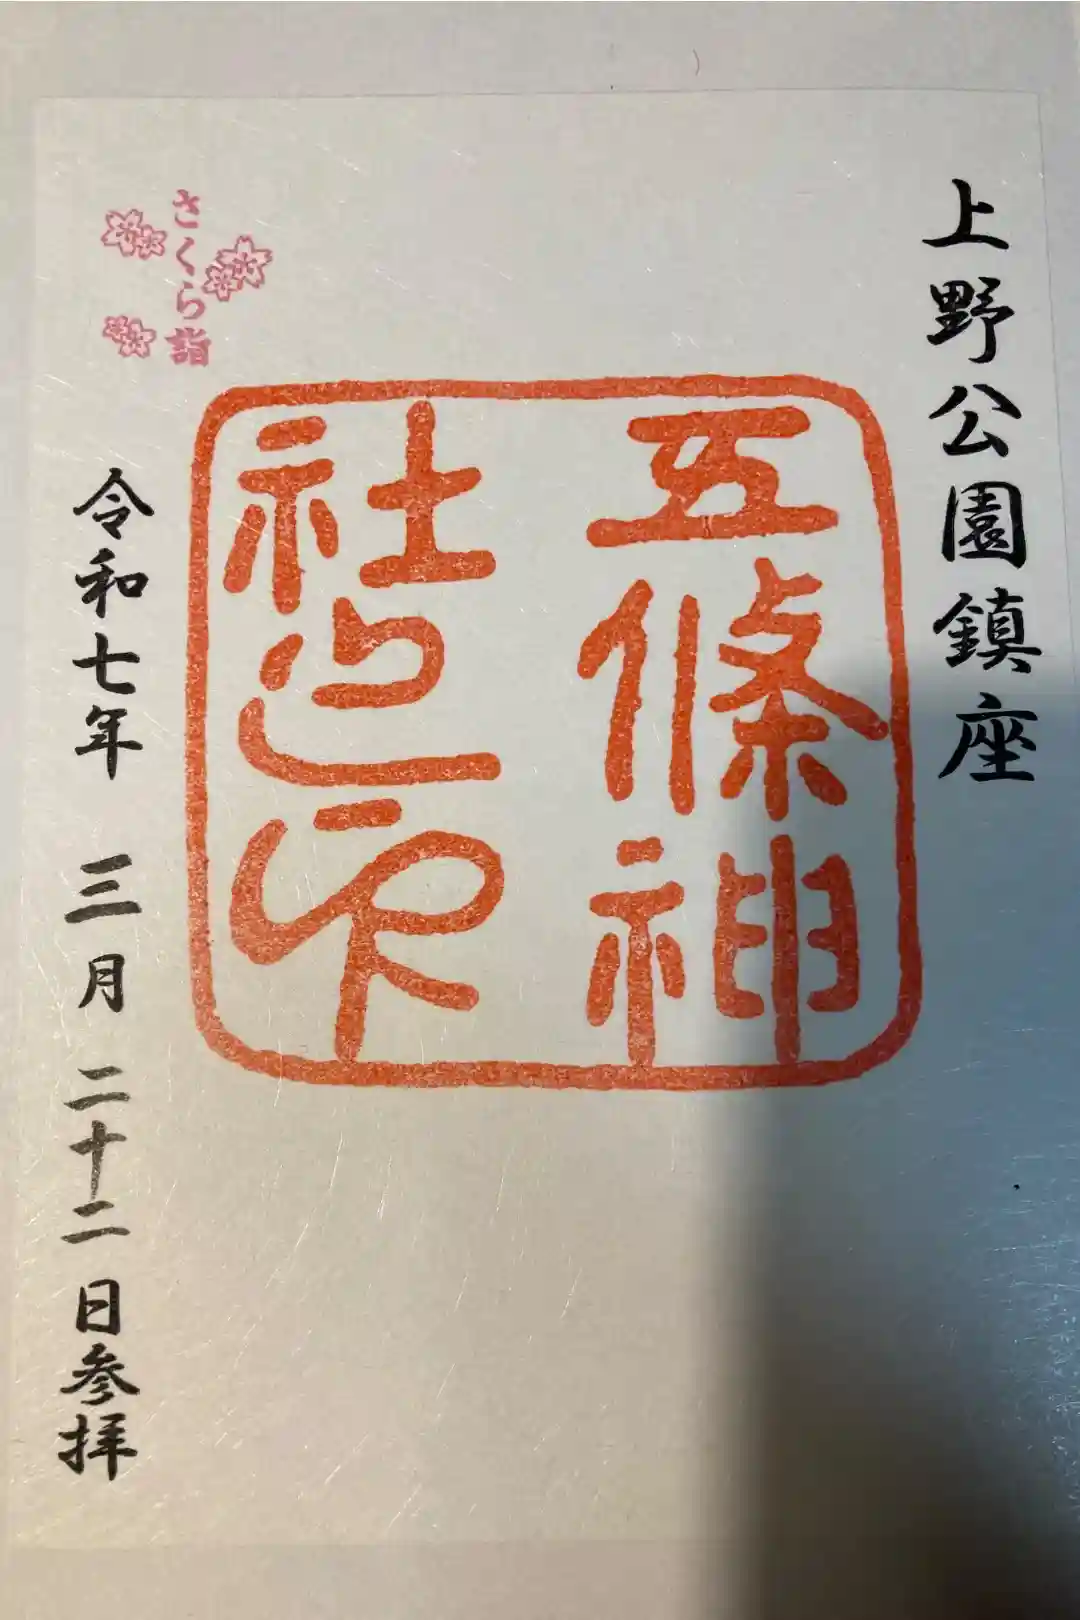 上野公園鎮座
五條神
社之印
さくら詣
令和七年 三月 二十二日参拝